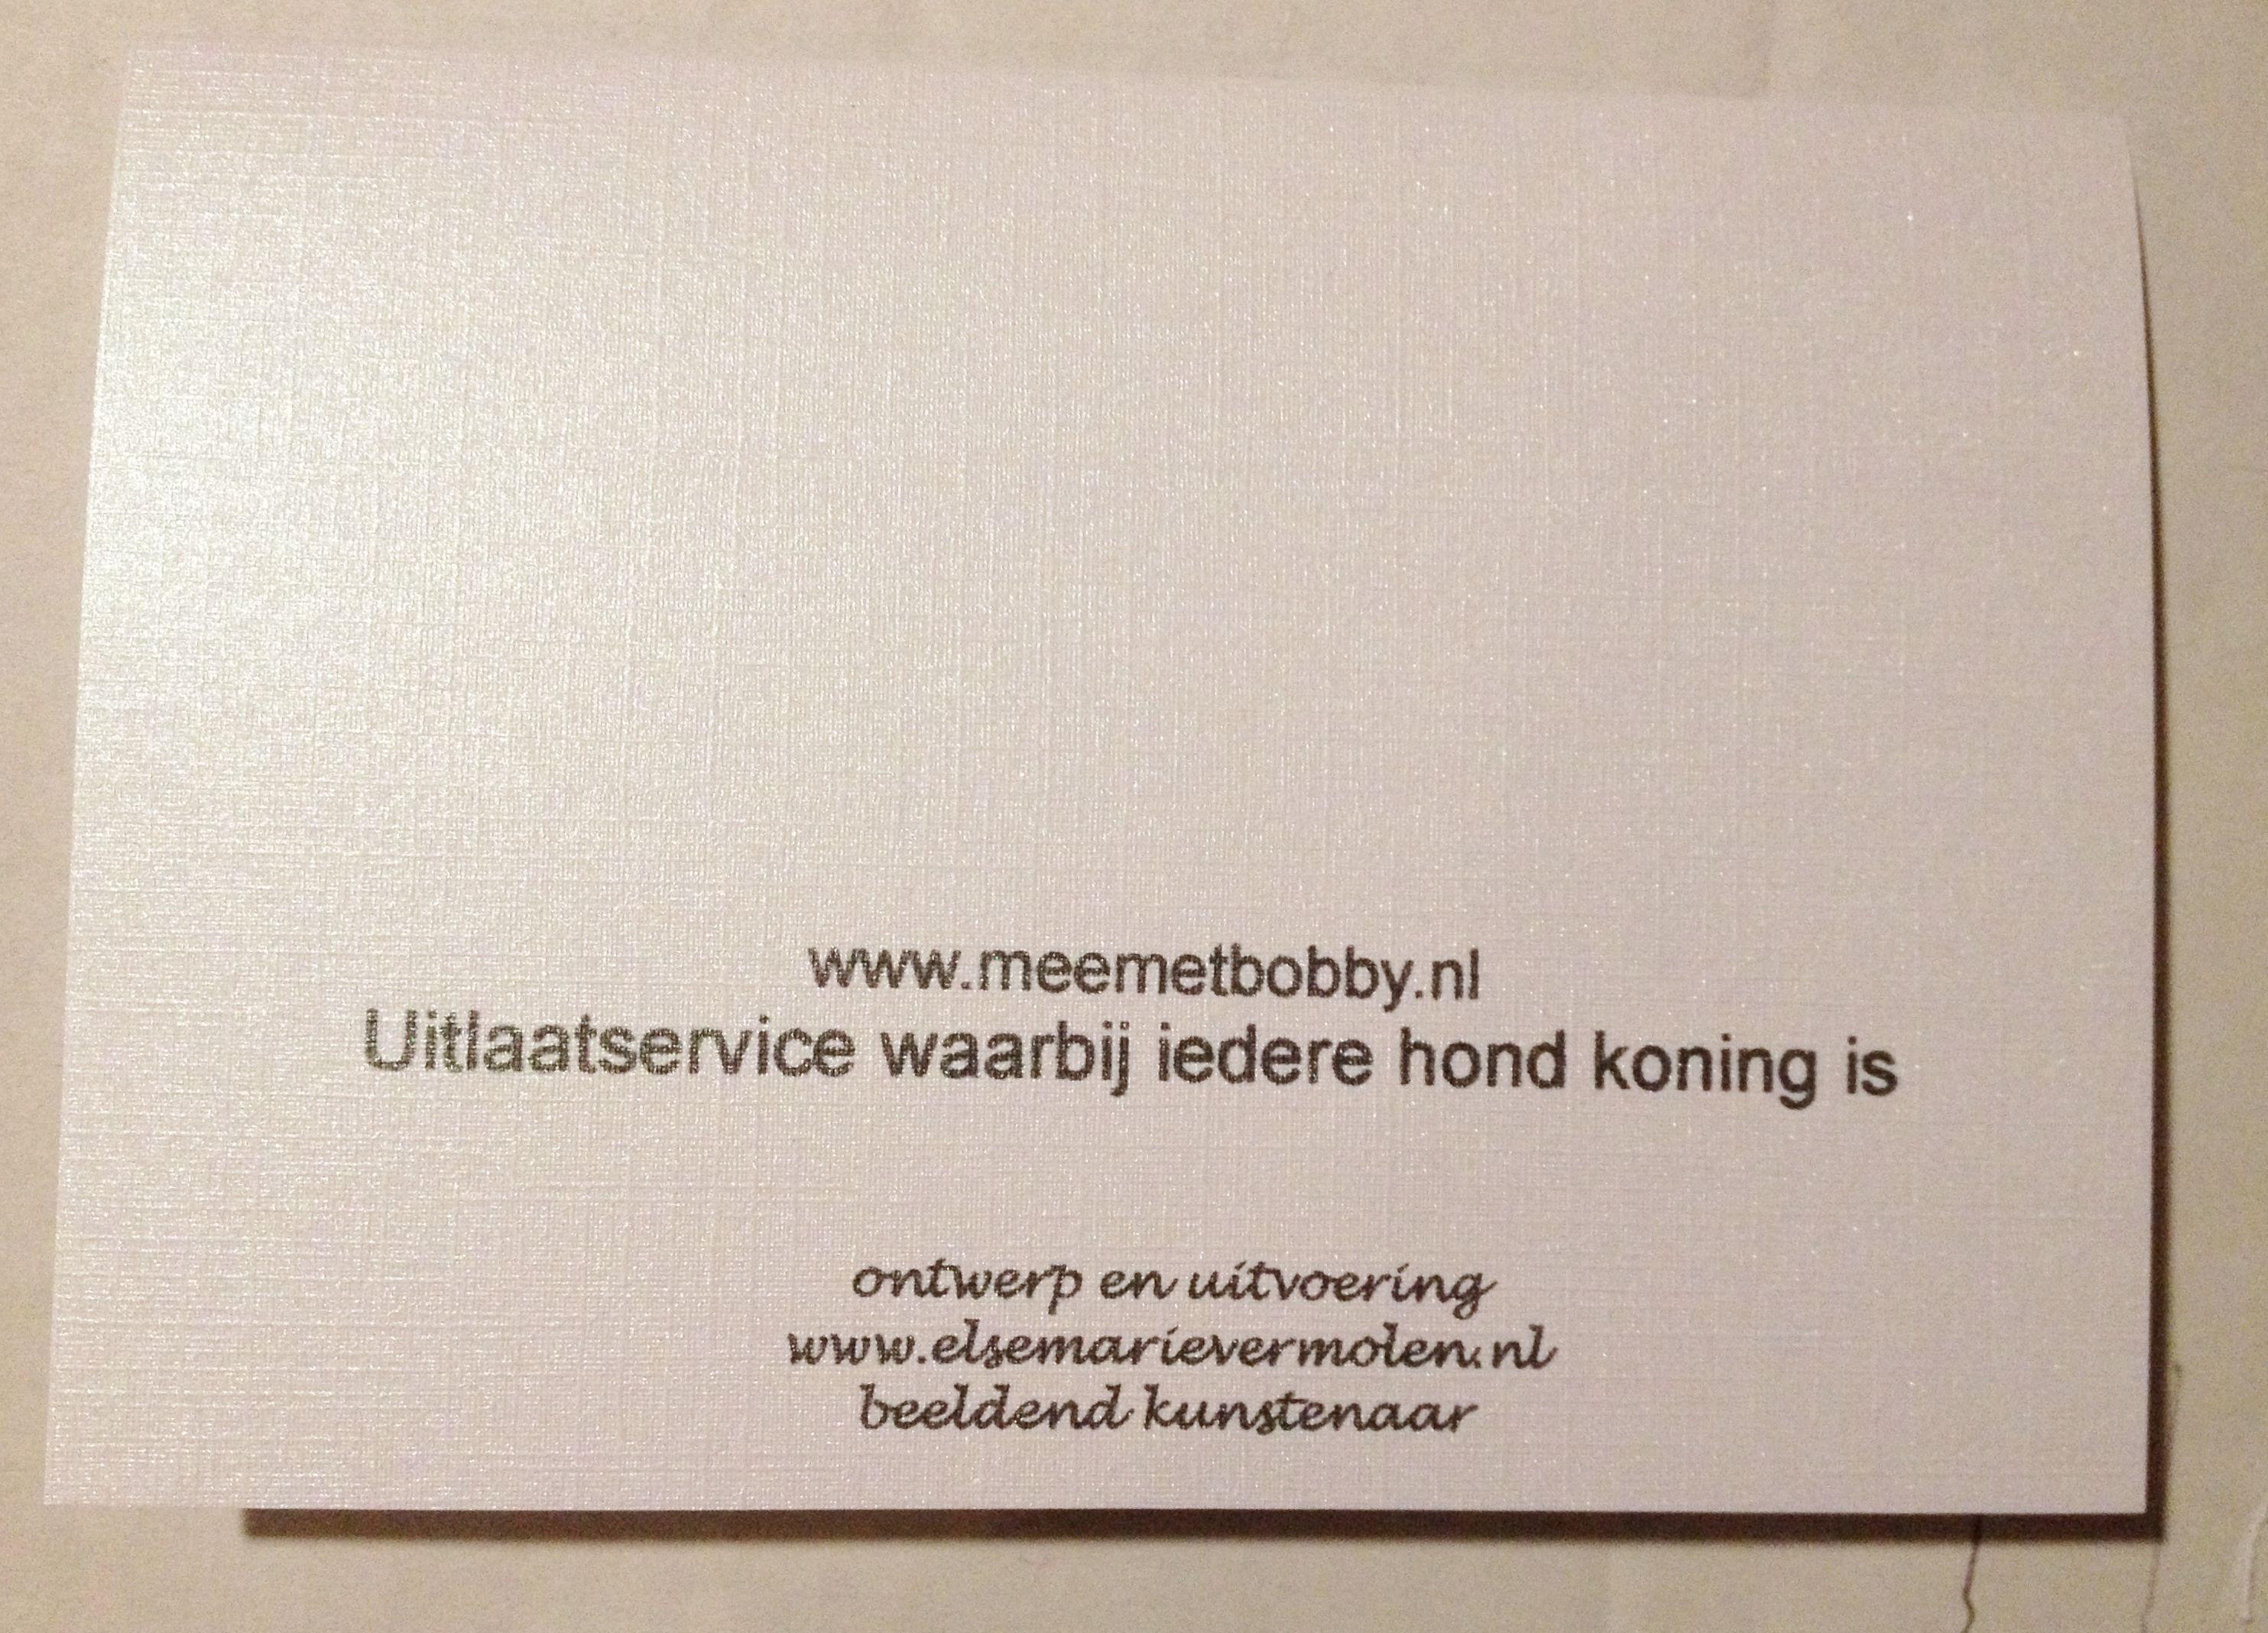 www.meemetbobby.nl
Uitlaatservice waarbij iedere hond koning is
ontwerp en uitvoering
www.elsemarievermolen.nl
beeldend kunstenaar